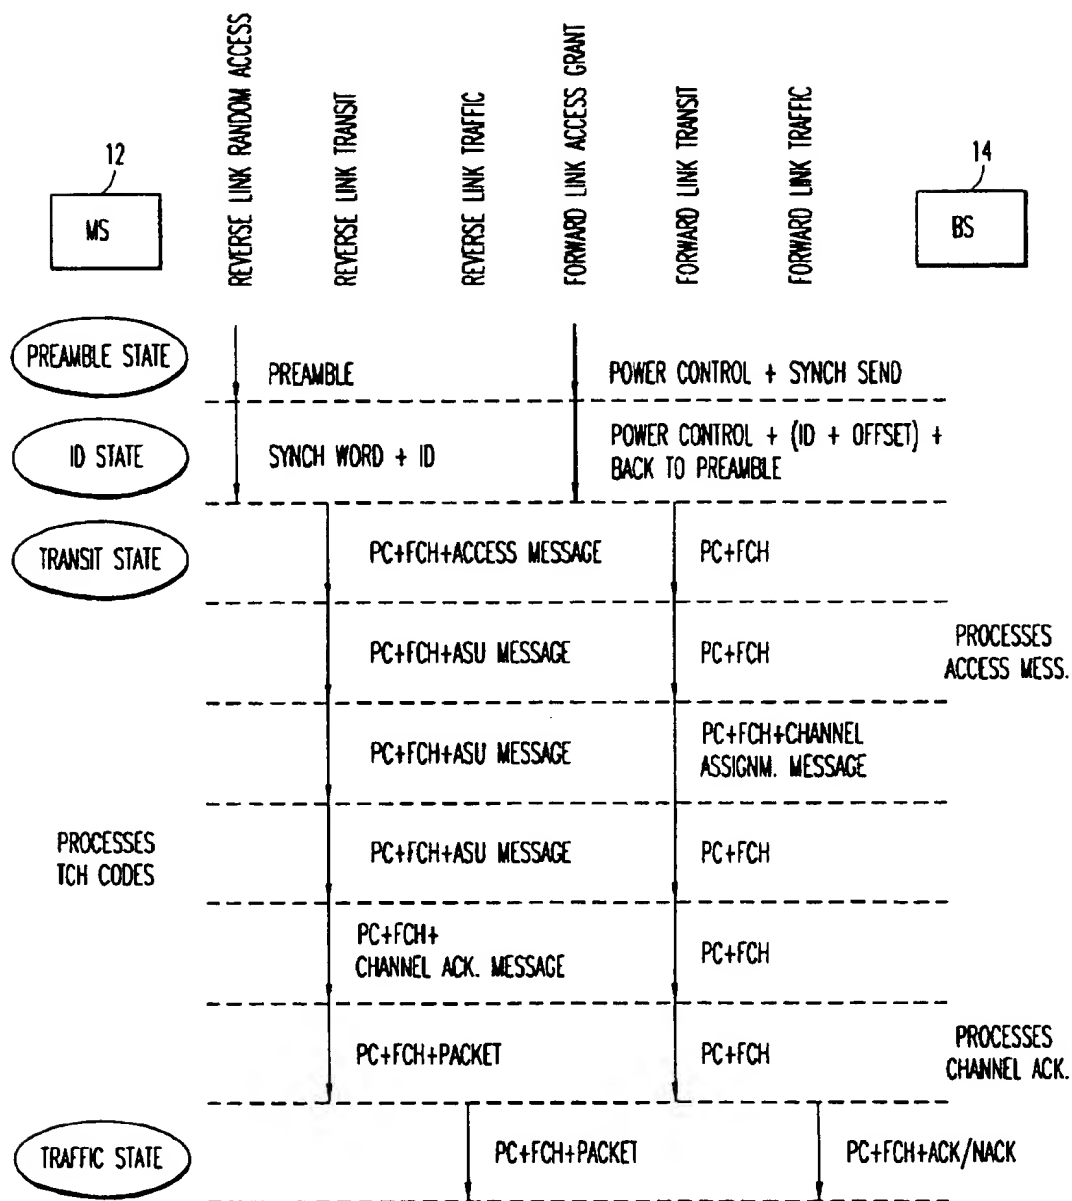 REVERSE LINK RANDOM ACCESS
REVERSE LINK TRANSIT
REVERSE LINK TRAFFIC
FORWARD LINK ACCESS GRANT
FORWARD LINK TRANSIT
FORWARD LINK TRAFFIC
12
MS
14
BS
PREAMBLE STATE
PREAMBLE
POWER CONTROL + SYNCH SEND
ID STATE
SYNCH WORD + ID
POWER CONTROL + (ID + OFFSET) +
BACK TO PREAMBLE
TRANSIT STATE
PC+FCH+ACCESS MESSAGE
PC+FCH
PC+FCH+ASU MESSAGE
PC+FCH
PROCESSES
ACCESS MESS.
PC+FCH+ASU MESSAGE
PC+FCH+CHANNEL
ASSIGNM. MESSAGE
PROCESSES
TCH CODES
PC+FCH+ASU MESSAGE
PC+FCH
PC+FCH+
CHANNEL ACK. MESSAGE
PC+FCH
PC+FCH+PACKET
PC+FCH
PROCESSES
CHANNEL ACK.
TRAFFIC STATE
PC+FCH+PACKET
PC+FCH+ACK/NACK